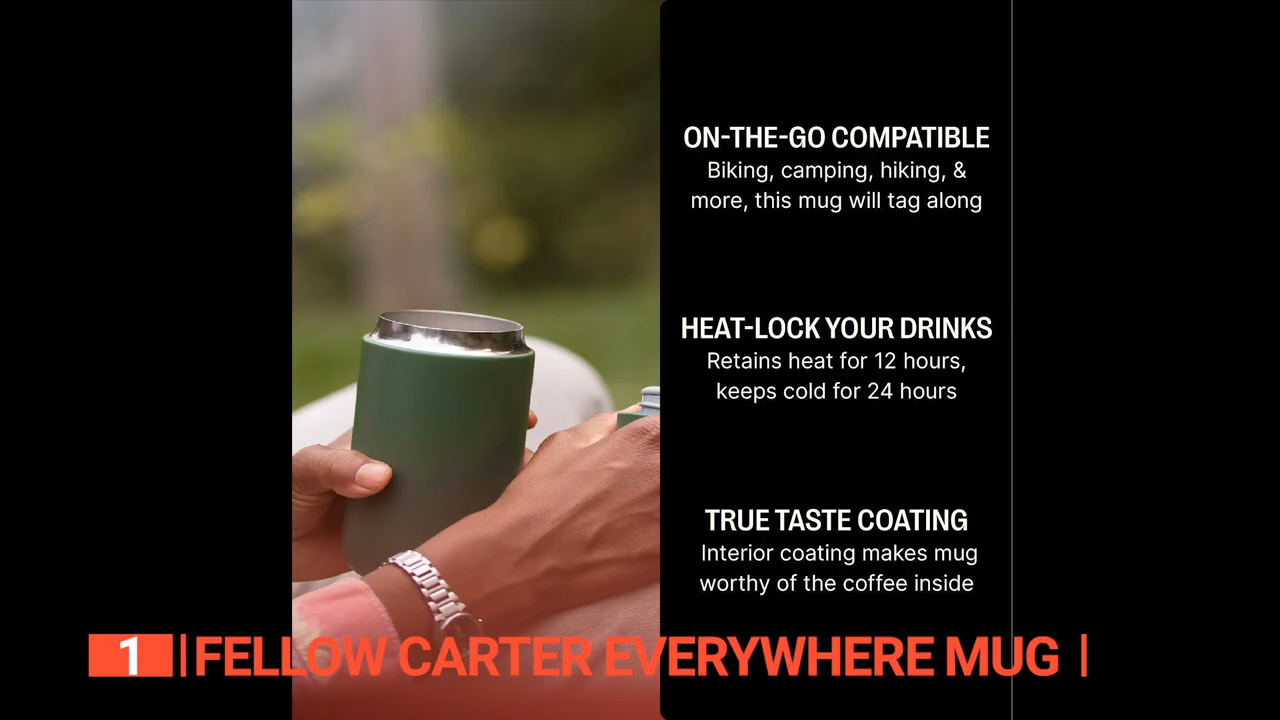 ON-THE-GO COMPATIBLE
Biking, camping, hiking, &
more, this mug will tag along
HEAT-LOCK YOUR DRINKS
Retains heat for 12 hours,
keeps cold for 24 hours
TRUE TASTE COATING
Interior coating makes mug
worthy of the coffee inside
1 | FELLOW CARTER EVERYWHERE MUG |